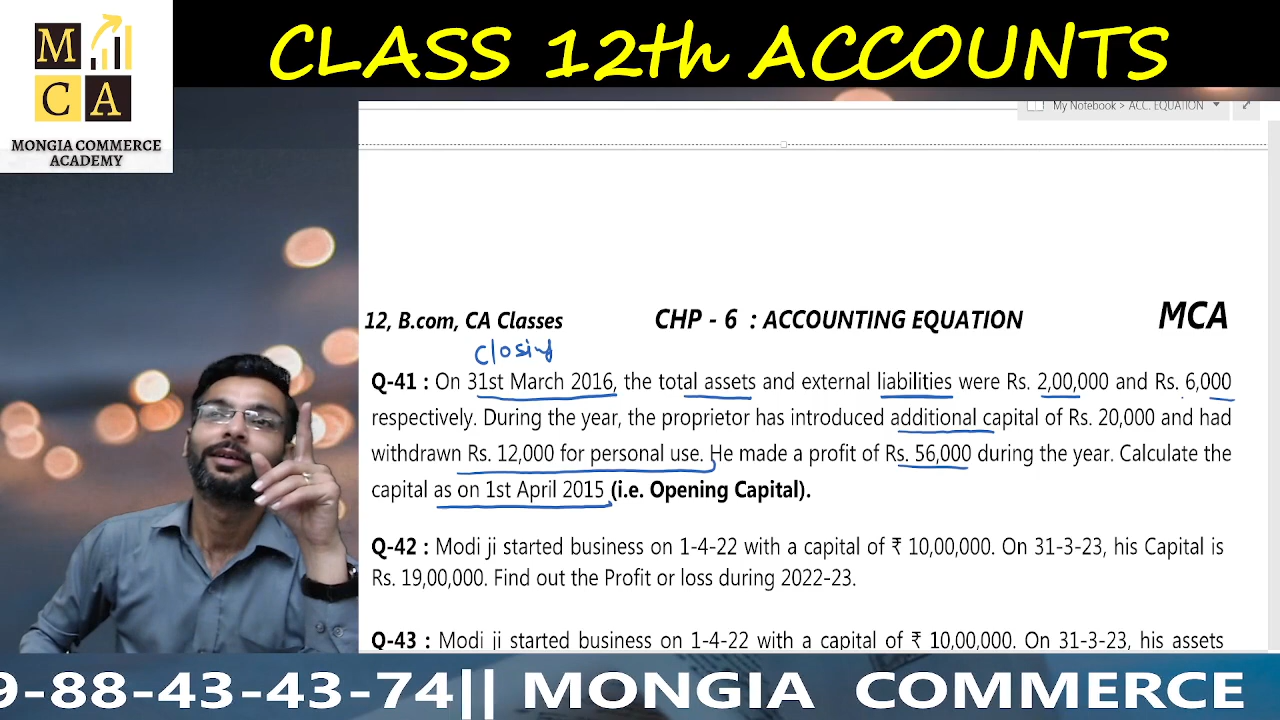 M
C A
MONGIA COMMERCE
ACADEMY
CLASS 12th ACCOUNTS
My Notebook > ACC. EQUATION
12, B.com, CA Classes CHP - 6 : ACCOUNTING EQUATION MCA
Closing
Q-41 : On 31st March 2016, the total assets and external liabilities were Rs. 2,00,000 and Rs. 6,000
respectively. During the year, the proprietor has introduced additional capital of Rs. 20,000 and had
withdrawn Rs. 12,000 for personal use. He made a profit of Rs. 56,000 during the year. Calculate the
capital as on 1st April 2015 (i.e. Opening Capital).
Q-42 : Modi ji started business on 1-4-22 with a capital of ₹ 10,00,000. On 31-3-23, his Capital is
Rs. 19,00,000. Find out the Profit or loss during 2022-23.
Q-43 : Modi ji started business on 1-4-22 with a capital of ₹ 10,00,000. On 31-3-23, his assets
9-88-43-43-74|| MONGIA COMMERCE